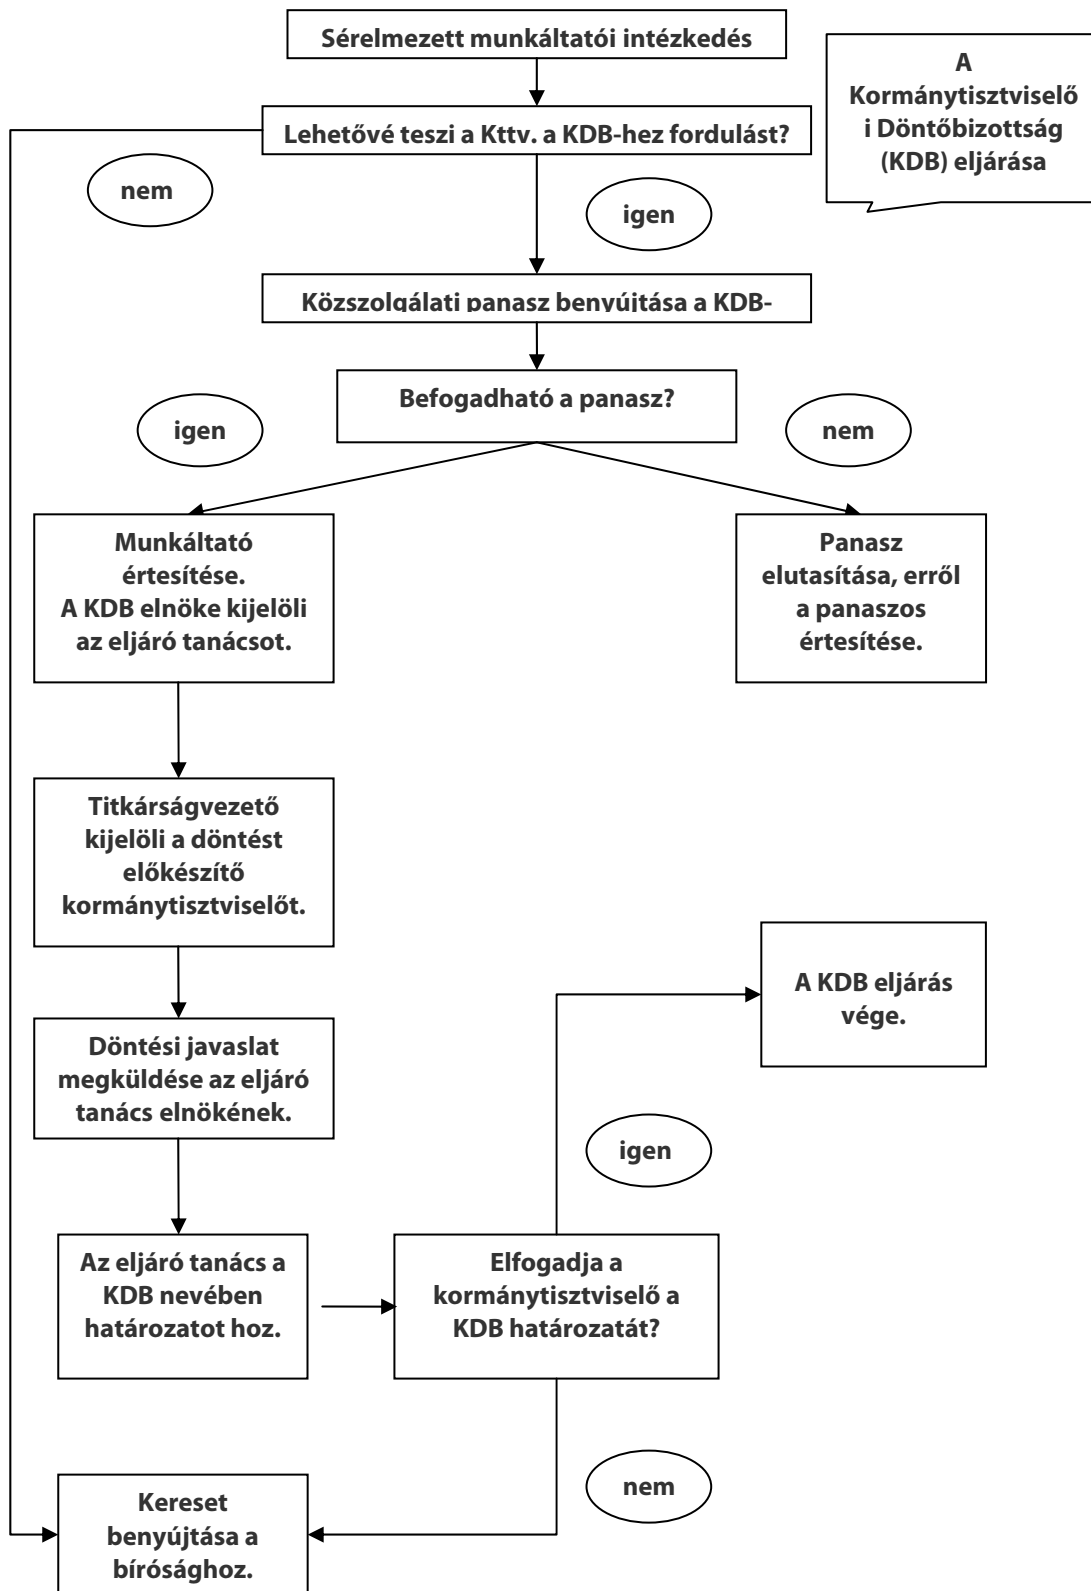 Sérelmezett munkáltatói intézkedés
A
Kormánytisztviselő
i Döntőbizottság
(KDB) eljárása
Lehetővé teszi a Kttv. a KDB-hez fordulást?
nem
igen
Közszolgálati panasz benyújtása a KDB-
Befogadható a panasz?
igen
nem
Munkáltató
értesítése.
A KDB elnöke kijelöli
az eljáró tanácsot.
Panasz
elutasítása, erről
a panaszos
értesítése.
Titkárságvezető
kijelöli a döntést
előkészítő
kormánytisztviselőt.
A KDB eljárás
vége.
Döntési javaslat
megküldése az eljáró
tanács elnökének.
igen
Az eljáró tanács a
KDB nevében
határozatot hoz.
Elfogadja a
kormánytisztviselő a
KDB határozatát?
nem
Kereset
benyújtása a
bírósághoz.